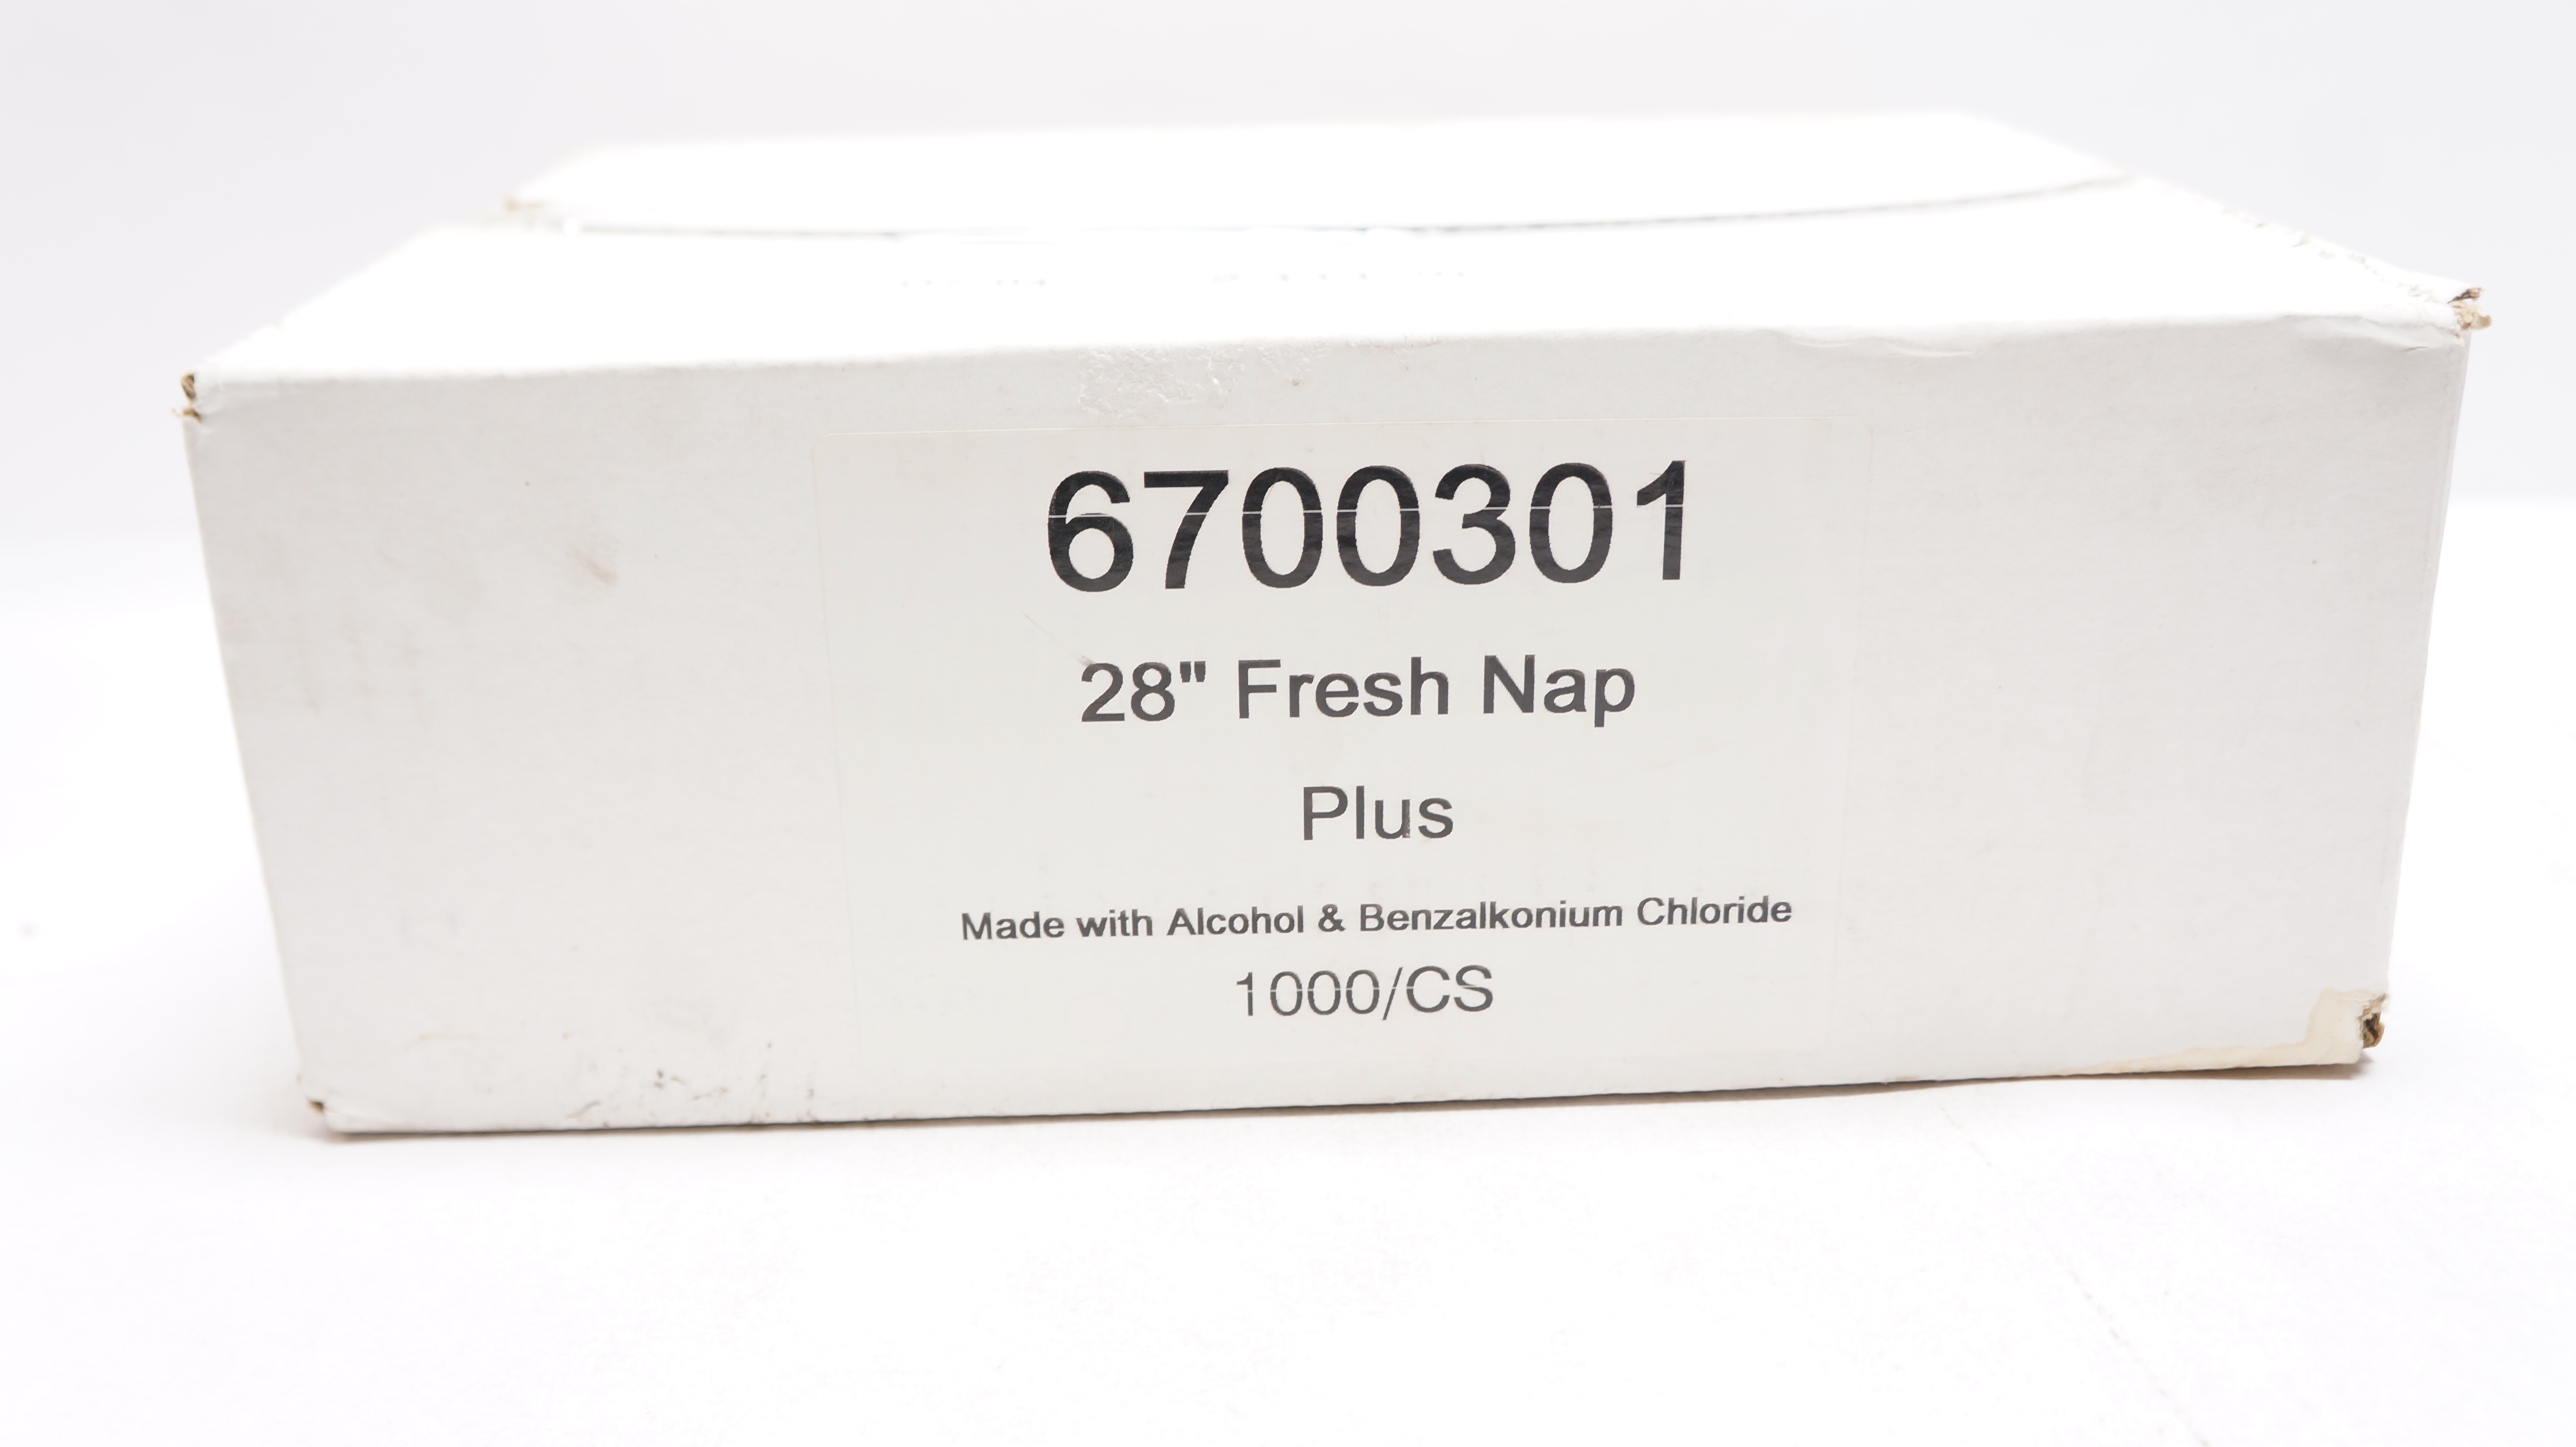 6700301
28" Fresh Nap
Plus
Made with Alcohol & Benzalkonium Chloride
1000/CS